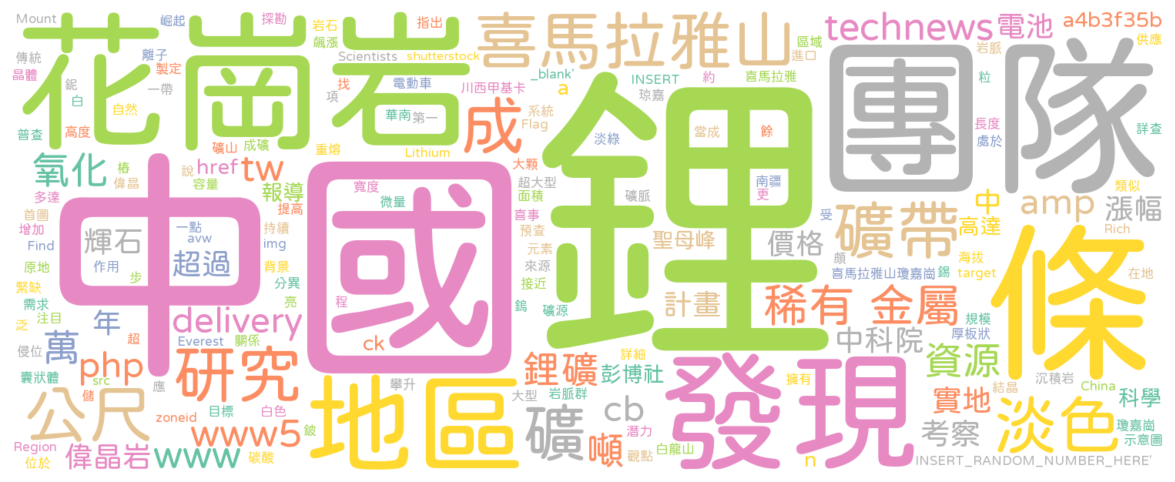 Mount
崛起
探勘
岩石
指出
喜馬拉雅山
區域
technews
電池
a4b3f35b
傳統
離子
飆漲
Scientists
shutterstock
進口
岩脈
供應
花崗岩
晶體
鈮
製定
找
電動車
_blank'
INSERT
約
喜馬拉雅
粒
團隊
白
一帶
項
川西甲基卡
a
瓊嘉
自然
華南
第一
成
系統
鋰
普查
高度
Flag
淡綠
當成
餘
長度
詳查
礦山
成礦
重熔
Lithium
處於
氧化
tw
href
說
大顆
超大型
礦脈
南疆
類似
樁
偉晶
容量
報導
寬度
微量
面積
更
礦帶
中
amp
漲幅
多達
提高
喜事
受
高達
Rich
首圖
中國
預查
聖母峰
價格
增加
輝石
一點
持續
元素
海拔
Find
avw
img
來源
頗
條
原地
作用
超過
背景
接近
喜馬拉雅山瓊嘉崗
錫
target
在地
緊缺
步
分異
計畫
稀有
金屬
需求
年
亮
程
鎢
礦源
規模
乏
注目
delivery
中科院
厚板狀
萬
超
Everest
關係
ck
侵位
php
研究
攀升
鋰礦
詳細
彭博社
發現
資源
結晶
沉積岩
囊狀體
src
應
地區
大型
岩脈群
擁有
China
科學
儲
公尺
zoneid
目標
白色
鈹
礦
cb
實地
淡色
瓊嘉崗
www5
潛力
考察
示意圖
Region
偉晶岩
www
碳酸
噸
觀點
白龍山
n
INSERT_RANDOM_NUMBER_HERE'
位於